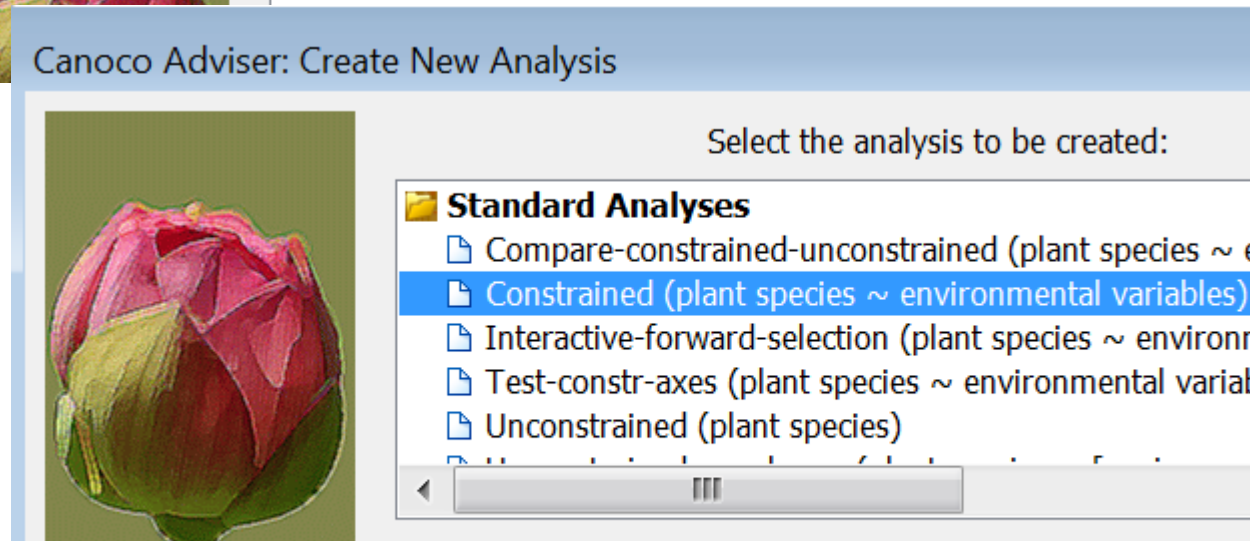 Canoco Adviser: Create New Analysis
Select the analysis to be created:
Standard Analyses
Compare-constrained-unconstrained (plant species ~
Constrained (plant species ~ environmental variables)
Interactive-forward-selection (plant species ~
Test-constr-axes (plant species ~ environmental
Unconstrained (plant species)